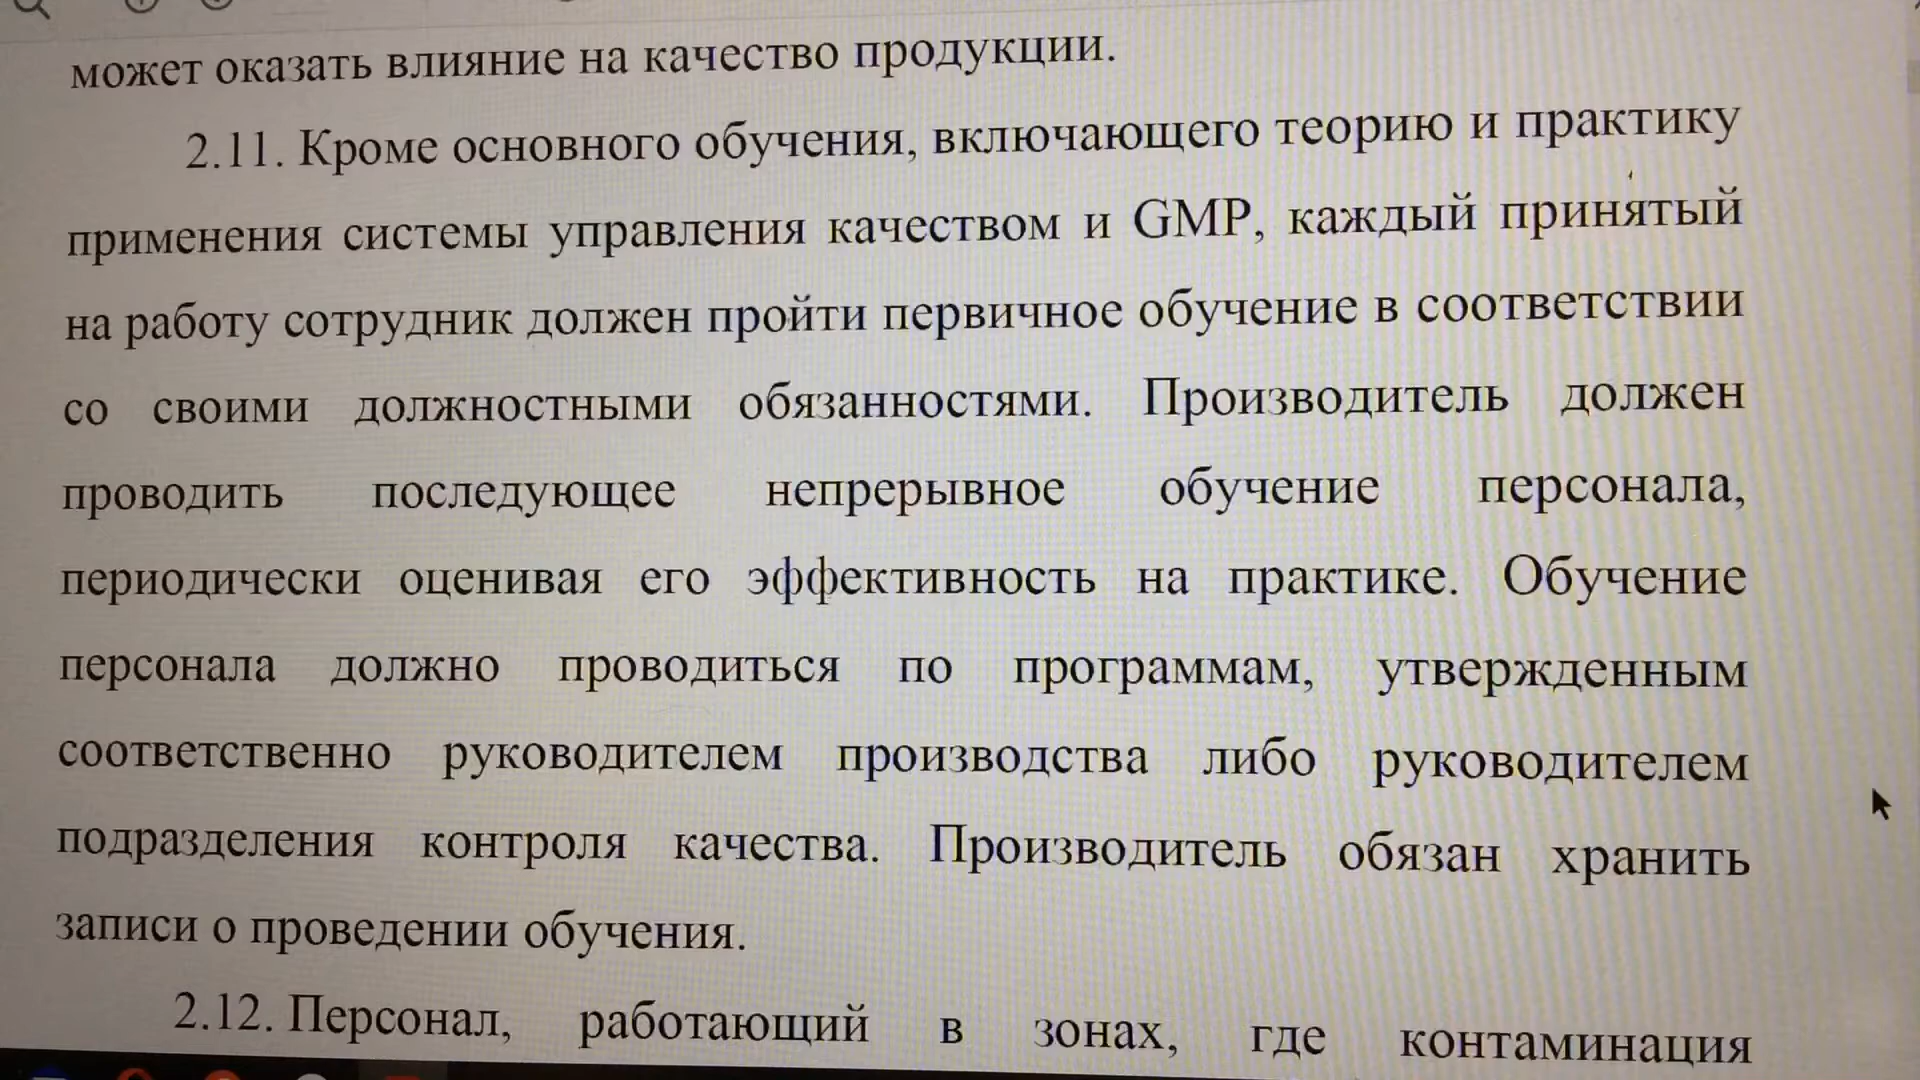 может оказать влияние на качество продукции.
2.11. Кроме основного обучения, включающего теорию и практику
применения системы управления качеством и GMP, каждый принятый
на работу сотрудник должен пройти первичное обучение в соответствии
со своими должностными обязанностями. Производитель должен
проводить последующее непрерывное обучение персонала,
периодически оценивая его эффективность на практике. Обучение
персонала должно проводиться по программам, утвержденным
соответственно руководителем производства либо руководителем
подразделения контроля качества. Производитель обязан хранить
записи о проведении обучения.
2.12. Персонал, работающий в зонах, где контаминация